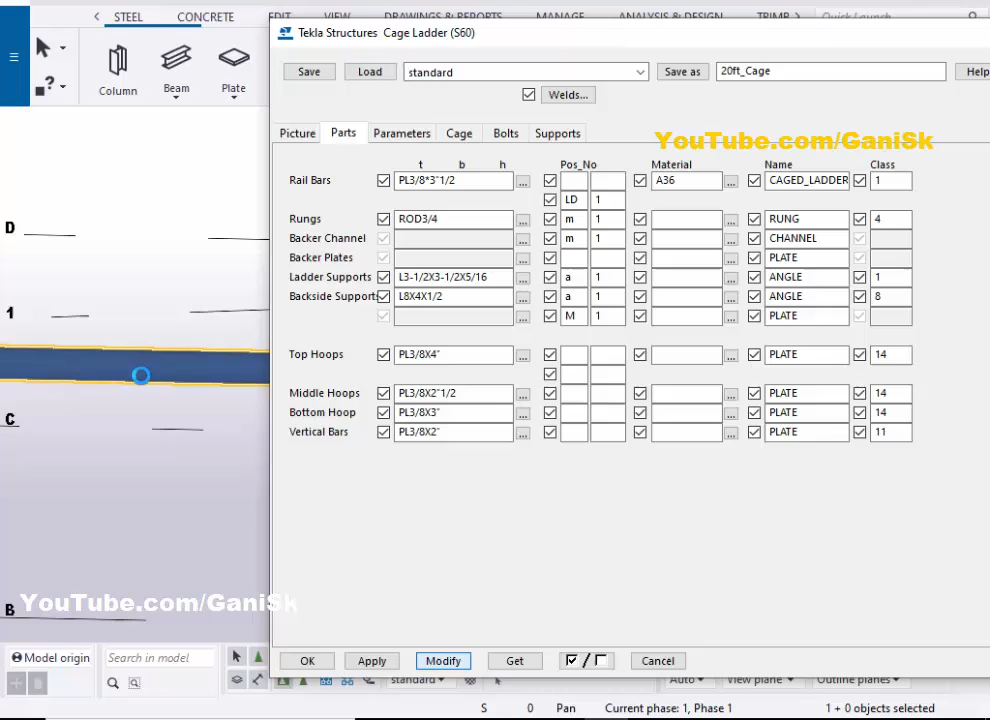 STEEL CONCRETE EDIT VIEW DRAWINGS & REPORTS MANAGE ANALYSIS & DESIGN TRIMB Quick Launch
Tekla Structures Cage Ladder (S60)
Column Beam Plate
Save Load standard Save as 20ft_Cage Help
Welds...
Picture Parts Parameters Cage Bolts Supports
YouTube.com/GaniSk
t b h Pos_No Material Name Class
Rail Bars PL3/8*3"1/2 ... A36 ... CAGED_LADDER 1
LD 1
Rungs ROD3/4 ... m 1 ... RUNG 4
Backer Channel ... m 1 ... CHANNEL
Backer Plates ... ... PLATE
Ladder Supports L3-1/2X3-1/2X5/16 ... a 1 ... ANGLE 1
Backside Supports L8X4X1/2 ... a 1 ... ANGLE 8
... M 1 ... PLATE
Top Hoops PL3/8X4" ... ... PLATE 14
Middle Hoops PL3/8X2"1/2 ... ... PLATE 14
Bottom Hoop PL3/8X3" ... ... PLATE 14
Vertical Bars PL3/8X2" ... ... PLATE 11
D
1
C
B
YouTube.com/GaniSk
Model origin Search in model
OK Apply Modify Get / Cancel
standard Auto View plane Outline planes
S 0 Pan Current phase: 1, Phase 1 1 + 0 objects selected